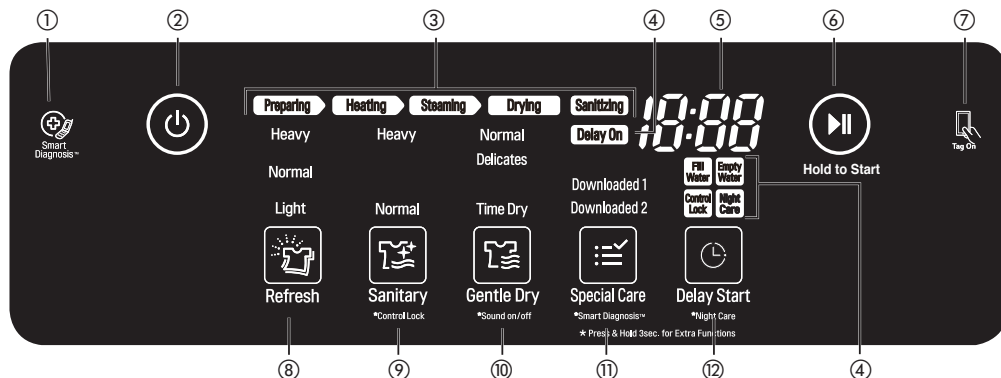 ① ② ③ ④ ⑤ ⑥ ⑦
Preparing Heating Steaming Drying Sanitizing 18:88
Smart
Diagnosis™
Tag On
Heavy Heavy Normal Delay On
Delicates
Normal
Hold to Start
Fill
Water
Empty
Water
Downloaded 1
Downloaded 2
Control
Lock
Night
Care
Light Normal Time Dry
Refresh Sanitary Gentle Dry Special Care Delay Start
*Control Lock *Sound on/off *Smart Diagnosis™ *Night Care
* Press & Hold 3sec. for Extra Functions
⑧ ⑨ ⑩ ⑪ ⑫ ④